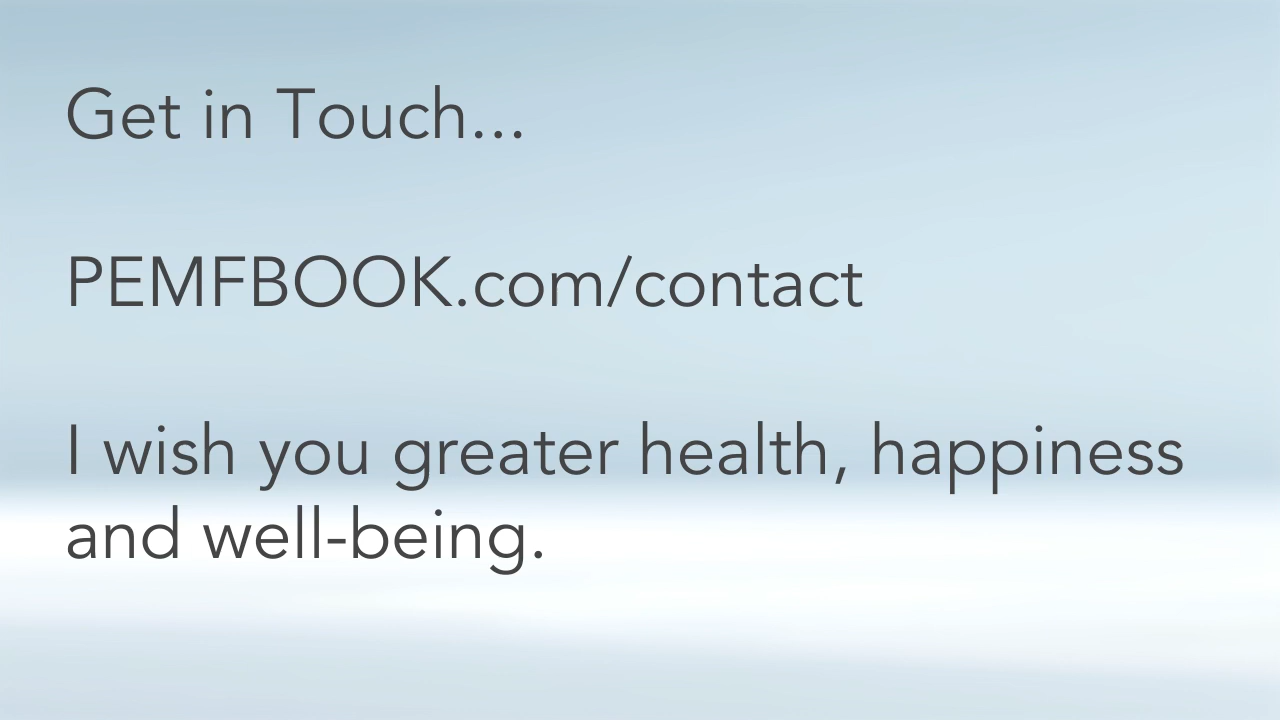 Get in Touch...
PEMFBOOK.com/contact
I wish you greater health, happiness
and well-being.